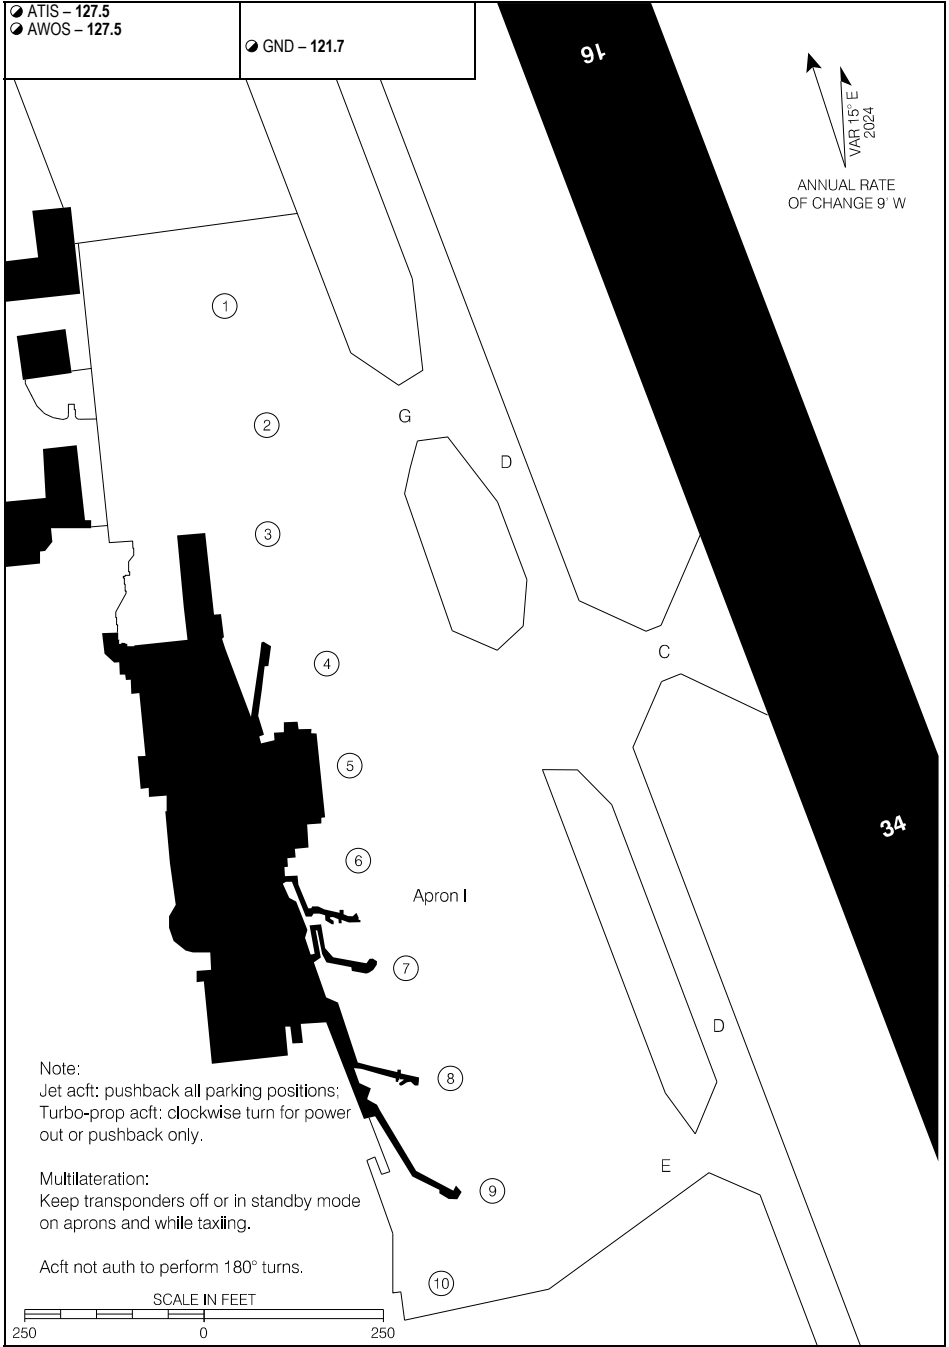 ATIS – 127.5
AWOS – 127.5
GND – 121.7
16
VAR 15° E
2024
ANNUAL RATE
OF CHANGE 9' W
1
G
2
D
3
C
4
5
34
6
Apron I
7
D
8
Note:
Jet acft: pushback all parking positions;
Turbo-prop acft: clockwise turn for power
out or pushback only.
E
9
Multilateration:
Keep transponders off or in standby mode
on aprons and while taxiing.
Acft not auth to perform 180° turns.
10
SCALE IN FEET
250 0 250